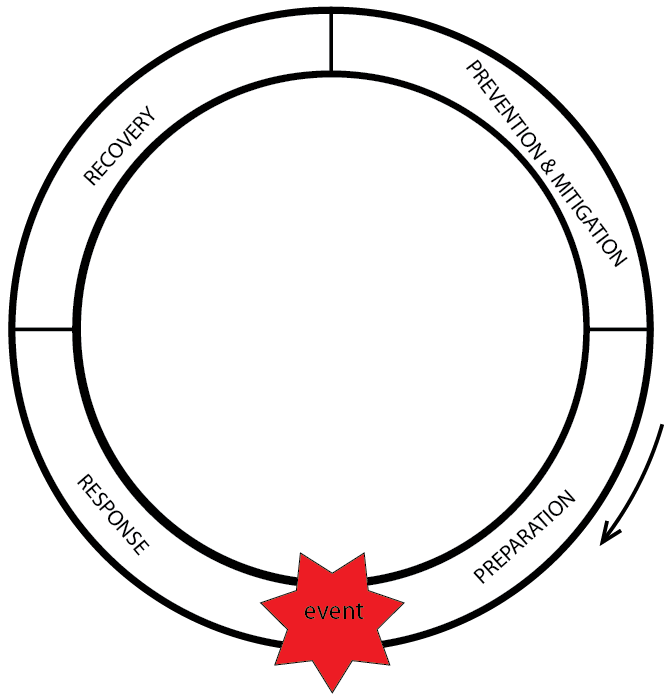 RECOVERY
PREVENTION & MITIGATION
RESPONSE
PREPARATION
event